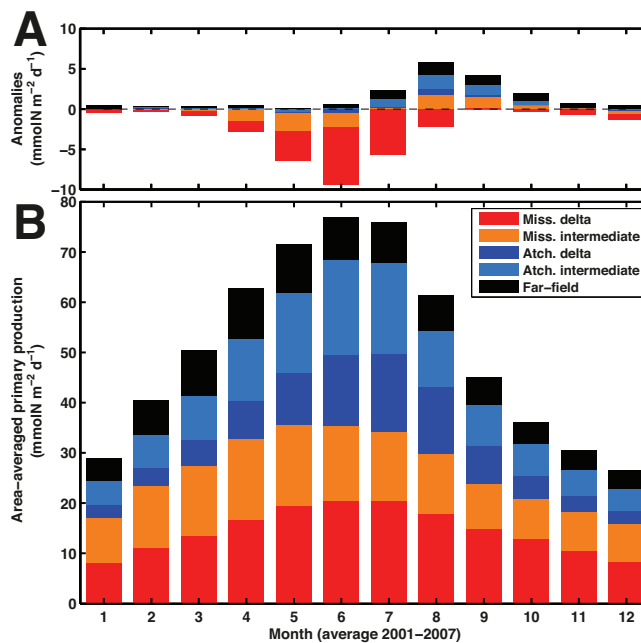 A
Anomalies
(mmolN m⁻² d⁻¹)
10
5
0
−5
−10
B
Area−averaged primary production
(mmolN m⁻² d⁻¹)
80
70
60
50
40
30
20
10
0
Miss. delta
Miss. intermediate
Atch. delta
Atch. intermediate
Far−field
1 2 3 4 5 6 7 8 9 10 11 12
Month (average 2001−2007)